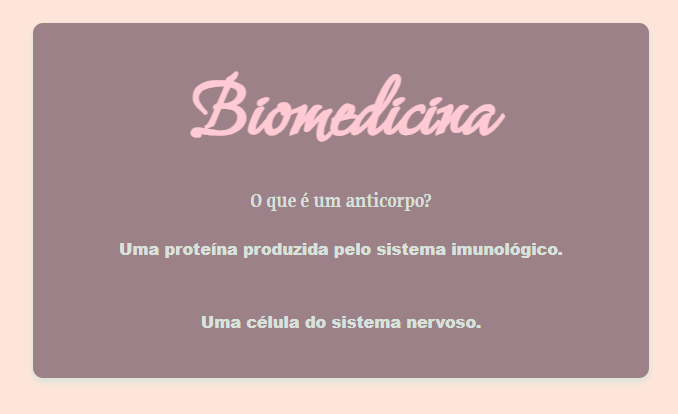 Biomedicina
O que é um anticorpo?
Uma proteína produzida pelo sistema imunológico.
Uma célula do sistema nervoso.